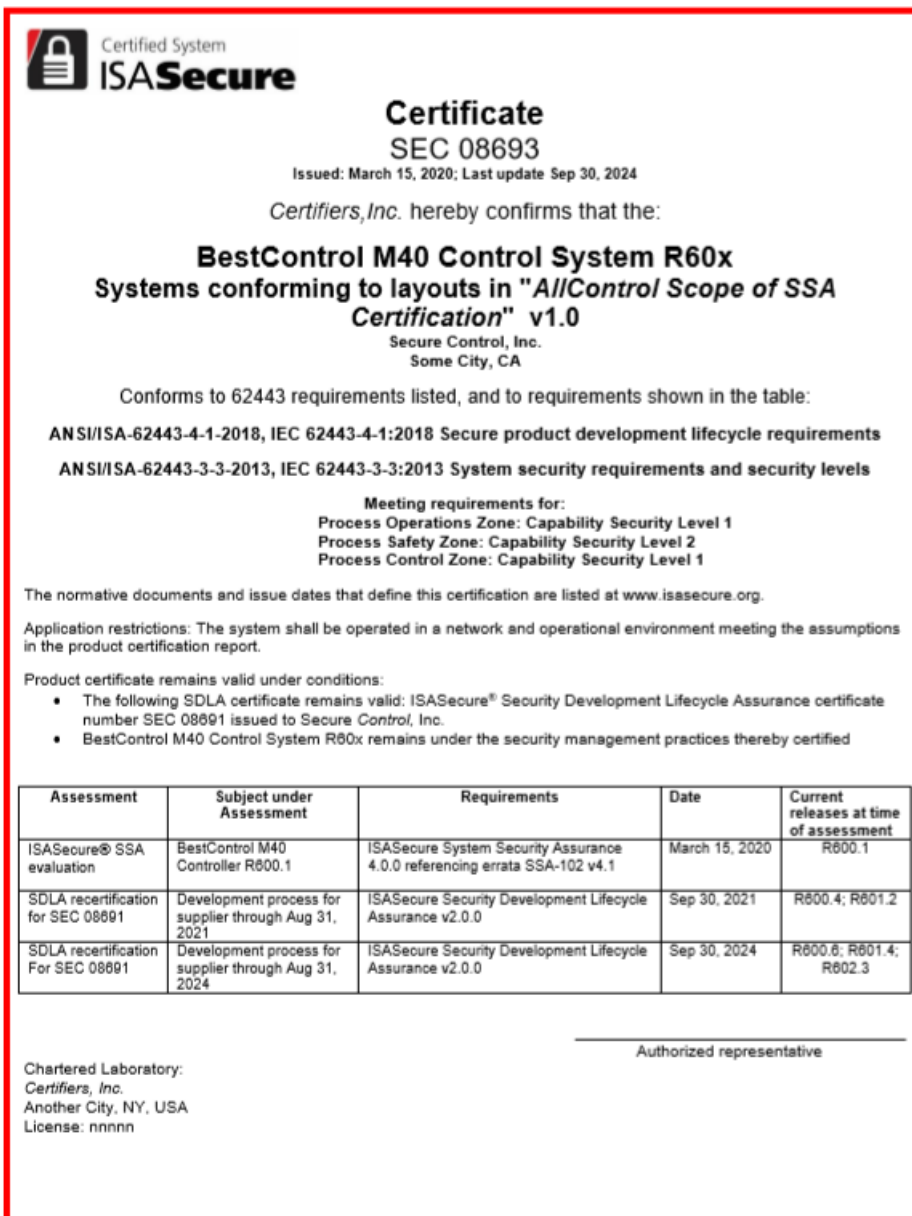 Certified System
ISASecure
Certificate
SEC 08693
Issued: March 15, 2020; Last update Sep 30, 2024
Certifiers,Inc. hereby confirms that the:
BestControl M40 Control System R60x
Systems conforming to layouts in "AllControl Scope of SSA
Certification" v1.0
Secure Control, Inc.
Some City, CA
Conforms to 62443 requirements listed, and to requirements shown in the table:
ANSI/ISA-62443-4-1-2018, IEC 62443-4-1:2018 Secure product development lifecycle requirements
ANSI/ISA-62443-3-3-2013, IEC 62443-3-3:2013 System security requirements and security levels
Meeting requirements for:
Process Operations Zone: Capability Security Level 1
Process Safety Zone: Capability Security Level 2
Process Control Zone: Capability Security Level 1
The normative documents and issue dates that define this certification are listed at www.isasecure.org.
Application restrictions: The system shall be operated in a network and operational environment meeting the assumptions
in the product certification report.
Product certificate remains valid under conditions:
• The following SDLA certificate remains valid: ISASecure® Security Development Lifecycle Assurance certificate
number SEC 08691 issued to Secure Control, Inc.
• BestControl M40 Control System R60x remains under the security management practices thereby certified
Assessment | Subject under Assessment | Requirements | Date | Current releases at time of assessment
ISASecure® SSA evaluation | BestControl M40 Controller R600.1 | ISASecure System Security Assurance 4.0.0 referencing errata SSA-102 v4.1 | March 15, 2020 | R600.1
SDLA recertification for SEC 08691 | Development process for supplier through Aug 31, 2021 | ISASecure Security Development Lifecycle Assurance v2.0.0 | Sep 30, 2021 | R600.4; R601.2
SDLA recertification For SEC 08691 | Development process for supplier through Aug 31, 2024 | ISASecure Security Development Lifecycle Assurance v2.0.0 | Sep 30, 2024 | R600.6; R601.4; R602.3
Authorized representative
Chartered Laboratory:
Certifiers, Inc.
Another City, NY, USA
License: nnnnn